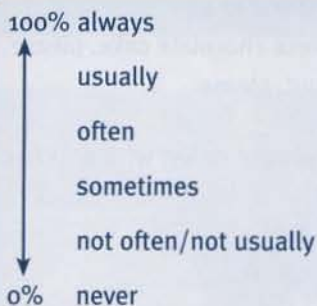 100% always
usually
often
sometimes
not often/not usually
0% never